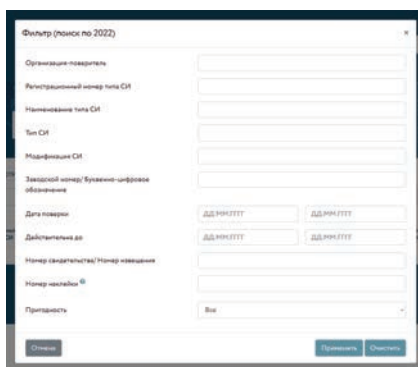 Фильтр (поиск по 2022)
×
Организация-поверитель
Регистрационный номер типа СИ
Наименование типа СИ
Тип СИ
Модификация СИ
Заводской номер/ Буквенно-цифровое
обозначение
Дата поверки ДД.ММ.ГГГГ ДД.ММ.ГГГГ
Действительна до ДД.ММ.ГГГГ ДД.ММ.ГГГГ
Номер свидетельства/ Номер извещения
Номер наклейки
Пригодность Все
Отмена Применить Очистить